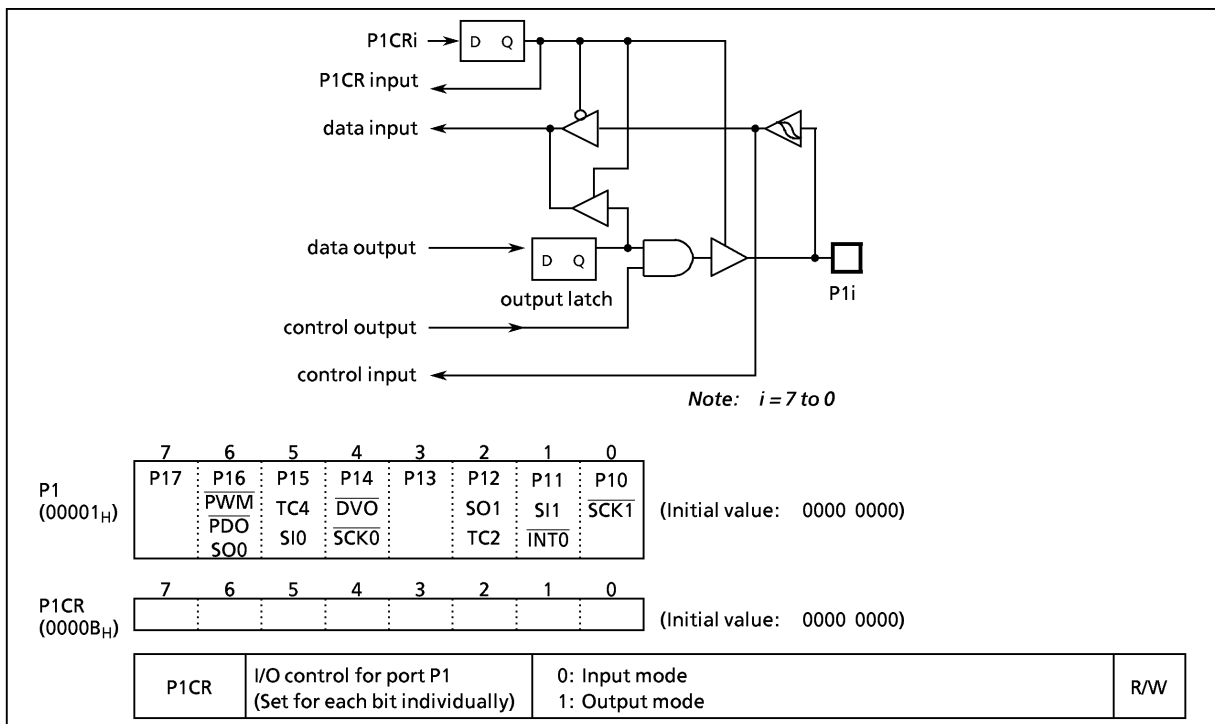 P1CRi
D Q
P1CR input
data input
data output
D Q
output latch
P1i
control output
control input
Note: i = 7 to 0
7 6 5 4 3 2 1 0
P1
(00001H)
P17 P16 P15 P14 P13 P12 P11 P10
PWM TC4 DVO SO1 SI1 SCK1
PDO SI0 SCK0 TC2 INT0
SO0
(Initial value: 0000 0000)
7 6 5 4 3 2 1 0
P1CR
(0000BH)
(Initial value: 0000 0000)
P1CR
I/O control for port P1
(Set for each bit individually)
0: Input mode
1: Output mode
R/W